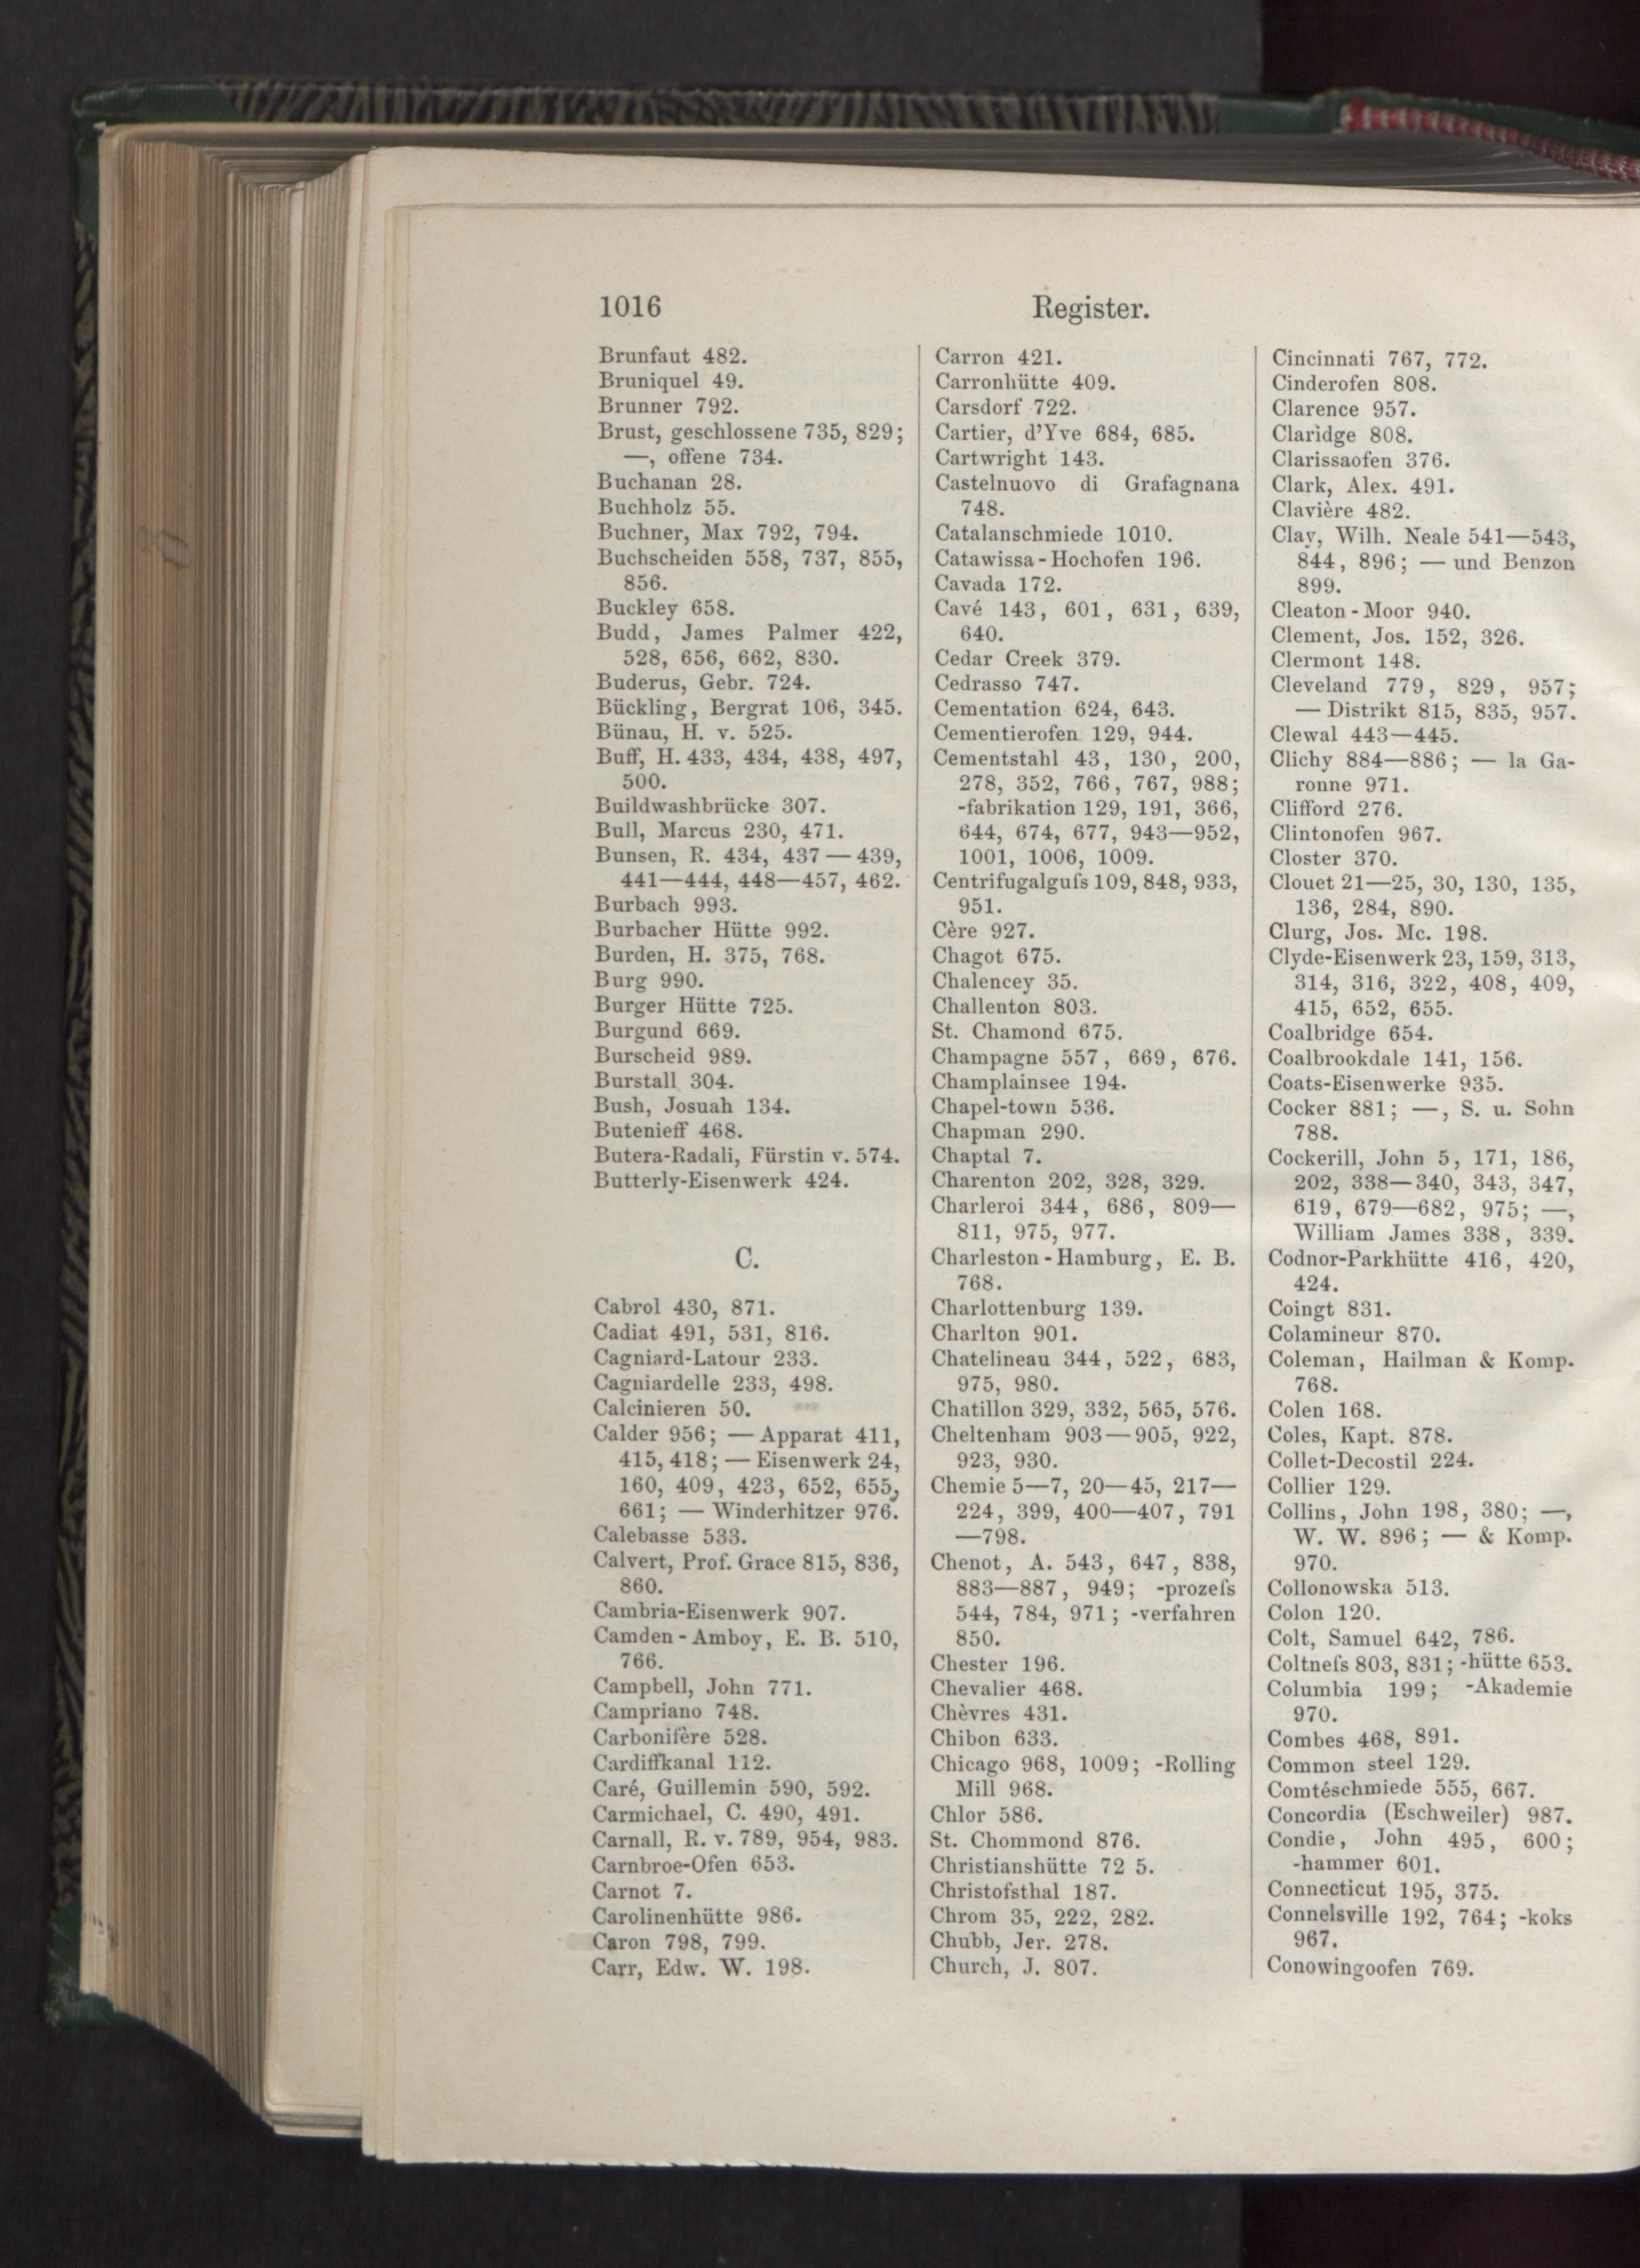 1016
Register.
Brunfaut 482.
Bruniquel 49.
Brunner 792.
Brust, geschlossene 735, 829;
—, offene 734.
Buchanan 28.
Buchholz 55.
Buchner, Max 792, 794.
Buchscheiden 558, 737, 855,
856.
Buckley 658.
Budd, James Palmer 422,
528, 656, 662, 830.
Buderus, Gebr. 724.
Bückling, Bergrat 106, 345.
Bünau, H. v. 525.
Buff, H. 433, 434, 438, 497,
500.
Buildwashbrücke 307.
Bull, Marcus 230, 471.
Bunsen, R. 434, 437—439,
441—444, 448—457, 462.
Burbach 993.
Burbacher Hütte 992.
Burden, H. 375, 768.
Burg 990.
Burger Hütte 725.
Burgund 669.
Burscheid 989.
Burstall 304.
Bush, Josuah 134.
Butenieff 468.
Butera-Radali, Fürstin v. 574.
Butterly-Eisenwerk 424.
C.
Cabrol 430, 871.
Cadiat 491, 531, 816.
Cagniard-Latour 233.
Cagniardelle 233, 498.
Calcinieren 50.
Calder 956; — Apparat 411,
415, 418; — Eisenwerk 24,
160, 409, 423, 652, 655,
661; — Winderhitzer 976.
Calebasse 533.
Calvert, Prof. Grace 815, 836,
860.
Cambria-Eisenwerk 907.
Camden-Amboy, E. B. 510,
766.
Campbell, John 771.
Campriano 748.
Carbonifère 528.
Cardiffkanal 112.
Caré, Guillemin 590, 592.
Carmichael, C. 490, 491.
Carnall, R. v. 789, 954, 983.
Carnbroe-Ofen 653.
Carnot 7.
Carolinenhütte 986.
Caron 798, 799.
Carr, Edw. W. 198.
Carron 421.
Carronhütte 409.
Carsdorf 722.
Cartier, d'Yve 684, 685.
Cartwright 143.
Castelnuovo di Grafagnana
748.
Catalanschmiede 1010.
Catawissa-Hochofen 196.
Cavada 172.
Cavé 143, 601, 631, 639,
640.
Cedar Creek 379.
Cedrasso 747.
Cementation 624, 643.
Cementierofen 129, 944.
Cementstahl 43, 130, 200,
278, 352, 766, 767, 988;
-fabrikation 129, 191, 366,
644, 674, 677, 943—952,
1001, 1006, 1009.
Centrifugalguſs 109, 848, 933,
951.
Cère 927.
Chagot 675.
Chalencey 35.
Challenton 803.
St. Chamond 675.
Champagne 557, 669, 676.
Champlainsee 194.
Chapel-town 536.
Chapman 290.
Chaptal 7.
Charenton 202, 328, 329.
Charleroi 344, 686, 809—
811, 975, 977.
Charleston-Hamburg, E. B.
768.
Charlottenburg 139.
Charlton 901.
Chatelineau 344, 522, 683,
975, 980.
Chatillon 329, 332, 565, 576.
Cheltenham 903—905, 922,
923, 930.
Chemie 5—7, 20—45, 217—
224, 399, 400—407, 791
—798.
Chenot, A. 543, 647, 838,
883—887, 949; -prozeſs
544, 784, 971; -verfahren
850.
Chester 196.
Chevalier 468.
Chèvres 431.
Chibon 633.
Chicago 968, 1009; -Rolling
Mill 968.
Chlor 586.
St. Chommond 876.
Christianshütte 72 5.
Christofsthal 187.
Chrom 35, 222, 282.
Chubb, Jer. 278.
Church, J. 807.
Cincinnati 767, 772.
Cinderofen 808.
Clarence 957.
Claridge 808.
Clarissaofen 376.
Clark, Alex. 491.
Clavière 482.
Clay, Wilh. Neale 541—543,
844, 896; — und Benzon
899.
Cleaton-Moor 940.
Clement, Jos. 152, 326.
Clermont 148.
Cleveland 779, 829, 957;
— Distrikt 815, 835, 957.
Clewal 443—445.
Clichy 884—886; — la Ga-
ronne 971.
Clifford 276.
Clintonofen 967.
Closter 370.
Clouet 21—25, 30, 130, 135,
136, 284, 890.
Clurg, Jos. Mc. 198.
Clyde-Eisenwerk 23, 159, 313,
314, 316, 322, 408, 409,
415, 652, 655.
Coalbridge 654.
Coalbrookdale 141, 156.
Coats-Eisenwerke 935.
Cocker 881; —, S. u. Sohn
788.
Cockerill, John 5, 171, 186,
202, 338—340, 343, 347,
619, 679—682, 975; —,
William James 338, 339.
Codnor-Parkhütte 416, 420,
424.
Coingt 831.
Colamineur 870.
Coleman, Hailman & Komp.
768.
Colen 168.
Coles, Kapt. 878.
Collet-Decostil 224.
Collier 129.
Collins, John 198, 380; —,
W. W. 896; — & Komp.
970.
Collonowska 513.
Colon 120.
Colt, Samuel 642, 786.
Coltneſs 803, 831; -hütte 653.
Columbia 199; -Akademie
970.
Combes 468, 891.
Common steel 129.
Comtéschmiede 555, 667.
Concordia (Eschweiler) 987.
Condie, John 495, 600;
-hammer 601.
Connecticut 195, 375.
Connelsville 192, 764; -koks
967.
Conowingoofen 769.